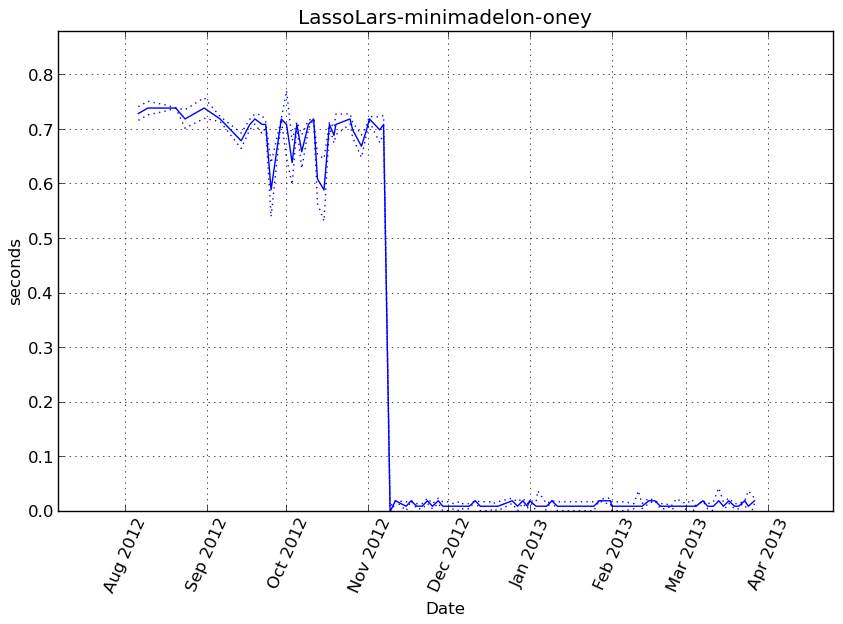 LassoLars-minimadelon-oney
0.8
0.7
0.6
0.5
0.4
0.3
0.2
0.1
0.0
seconds
Aug 2012
Sep 2012
Oct 2012
Nov 2012
Dec 2012
Jan 2013
Feb 2013
Mar 2013
Apr 2013
Date